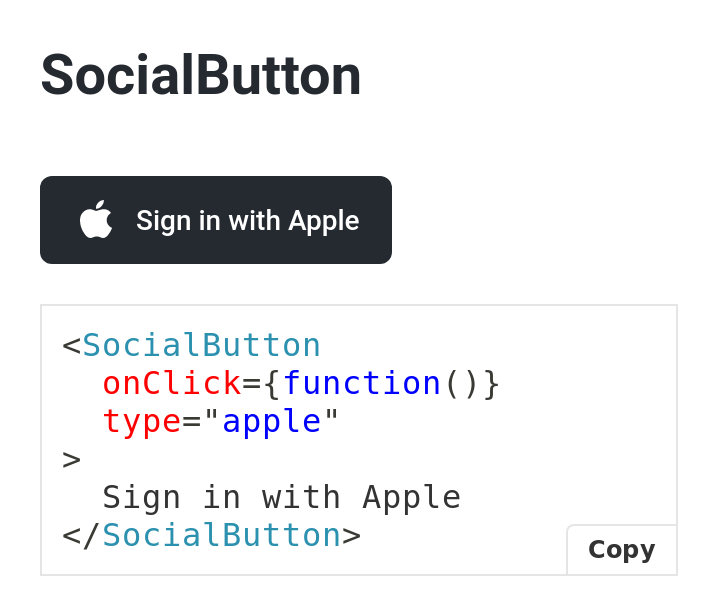 SocialButton
Sign in with Apple
<SocialButton
  onClick={function()}
  type="apple"
>
  Sign in with Apple
</SocialButton>
Copy